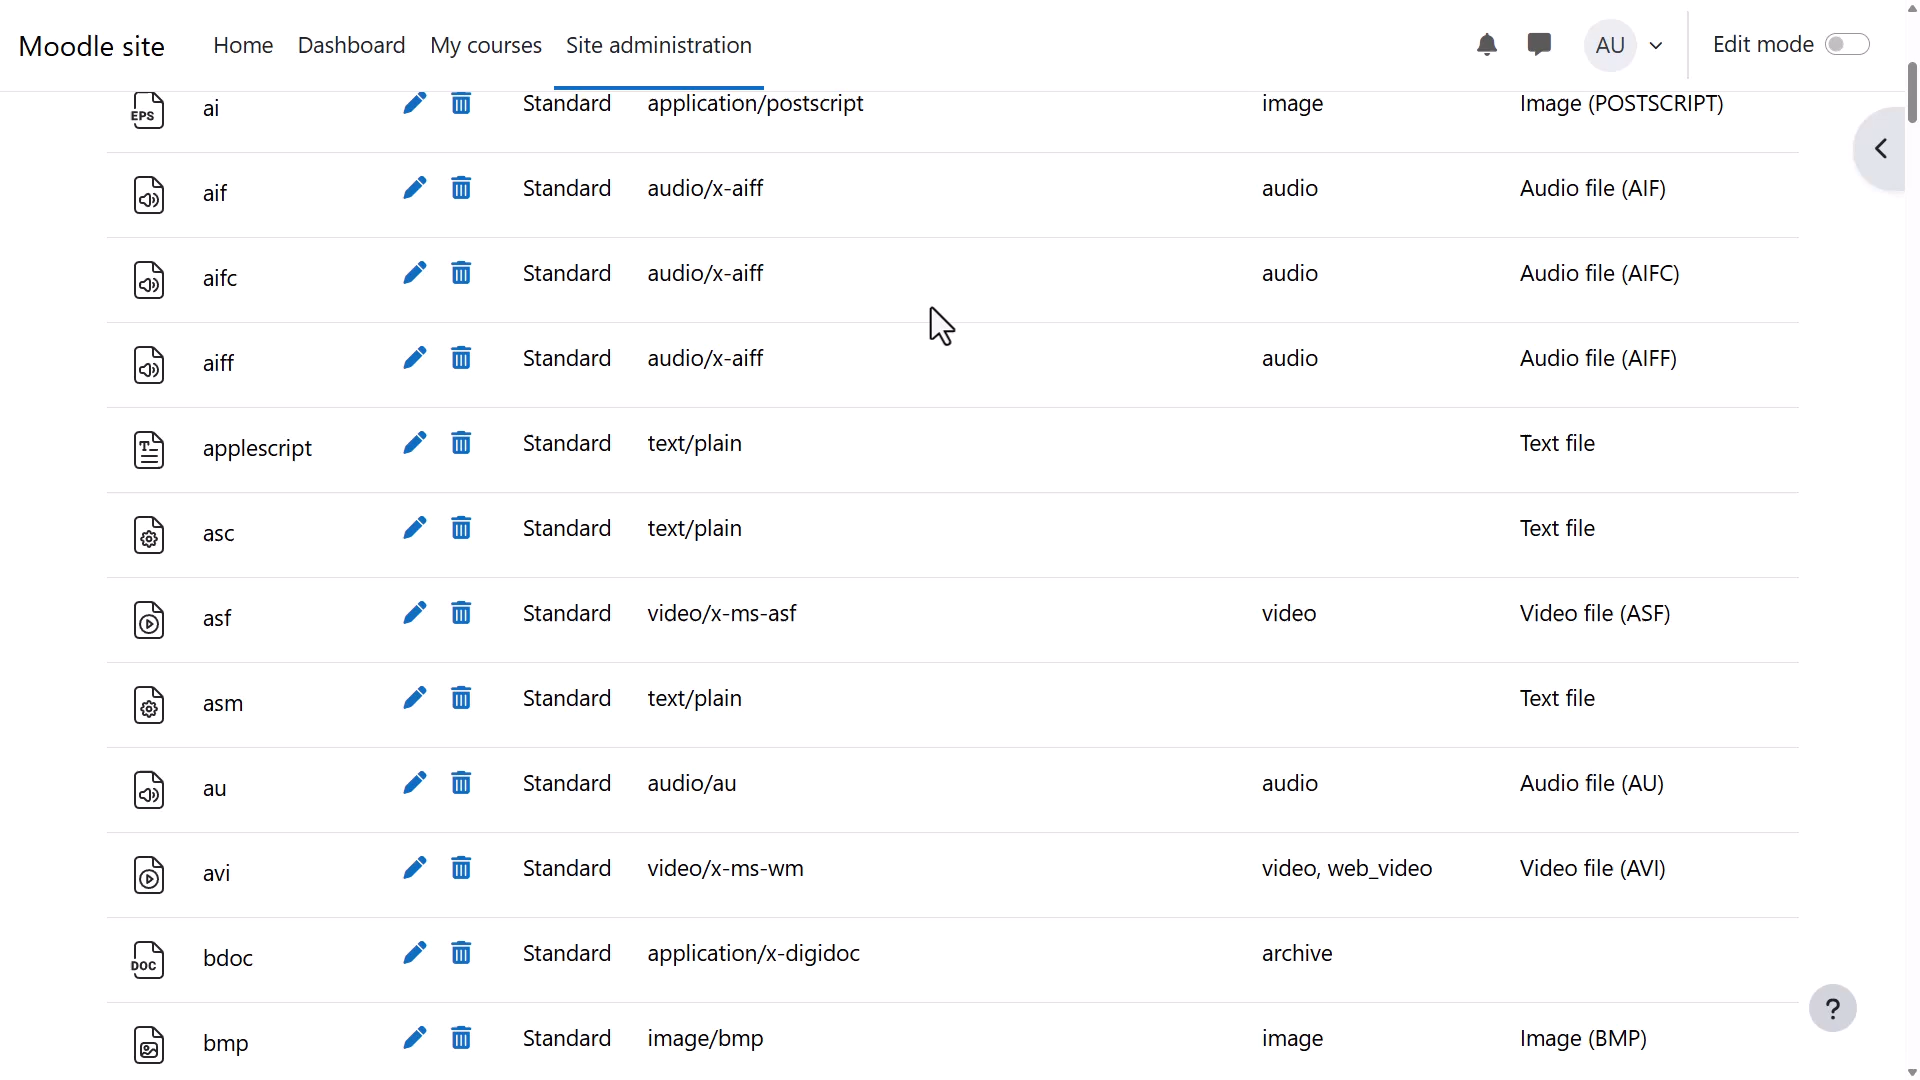 Moodle site Home Dashboard My courses Site administration AU Edit mode
EPS ai Standard application/postscript image Image (POSTSCRIPT)
aif Standard audio/x-aiff audio Audio file (AIF)
aifc Standard audio/x-aiff audio Audio file (AIFC)
aiff Standard audio/x-aiff audio Audio file (AIFF)
T applescript Standard text/plain Text file
asc Standard text/plain Text file
asf Standard video/x-ms-asf video Video file (ASF)
asm Standard text/plain Text file
au Standard audio/au audio Audio file (AU)
avi Standard video/x-ms-wm video, web_video Video file (AVI)
DOC bdoc Standard application/x-digidoc archive
?
bmp Standard image/bmp image Image (BMP)